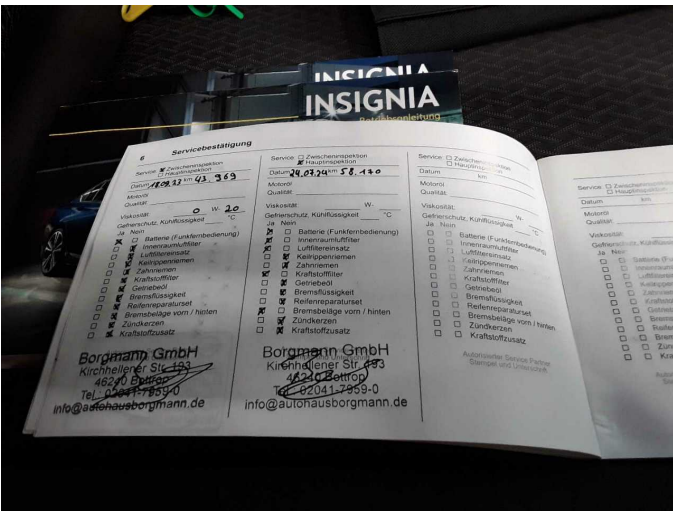 INSIGNIA
INSIGNIA
Betriebsanleitung
6 Servicebestätigung
Service: Zwischeninspektion
Hauptinspektion
Datum 18.09.23 km 43.969
Motoröl
Qualität
Viskosität 0 W- 20
Gefrierschutz, Kühlflüssigkeit °C
Ja Nein
Batterie (Funkfernbedienung)
Innenraumluftfilter
Luftfiltereinsatz
Keilrippenriemen
Zahnriemen
Kraftstofffilter
Getriebeöl
Bremsflüssigkeit
Reifenreparaturset
Bremsbeläge vorn / hinten
Zündkerzen
Kraftstoffzusatz
Borgmann GmbH
Kirchhellener Str. 193
46240 Bottrop
Tel.: 02041-7959-0
info@autohausborgmann.de
Service: Zwischeninspektion
Hauptinspektion
Datum 24.07.24 km 58.170
Motoröl
Qualität
Viskosität: W-
Gefrierschutz, Kühlflüssigkeit °C
Ja Nein
Batterie (Funkfernbedienung)
Innenraumluftfilter
Luftfiltereinsatz
Keilrippenriemen
Zahnriemen
Kraftstofffilter
Getriebeöl
Bremsflüssigkeit
Reifenreparaturset
Bremsbeläge vorn / hinten
Zündkerzen
Kraftstoffzusatz
Borgmann GmbH
Kirchhellener Str. 193
46240 Bottrop
Tel.: 02041-7959-0
info@autohausborgmann.de
Service: Zwischeninspektion
Hauptinspektion
Datum km
Motoröl
Qualität
Viskosität: W-
Gefrierschutz, Kühlflüssigkeit °C
Ja Nein
Batterie (Funkfernbedienung)
Innenraumluftfilter
Luftfiltereinsatz
Keilrippenriemen
Zahnriemen
Kraftstofffilter
Getriebeöl
Bremsflüssigkeit
Reifenreparaturset
Bremsbeläge vorn / hinten
Zündkerzen
Kraftstoffzusatz
Autorisierter Service Partner
Stempel und Unterschrift
Service:
Datum
Motoröl
Qualität
Viskosität:
Ja Nein